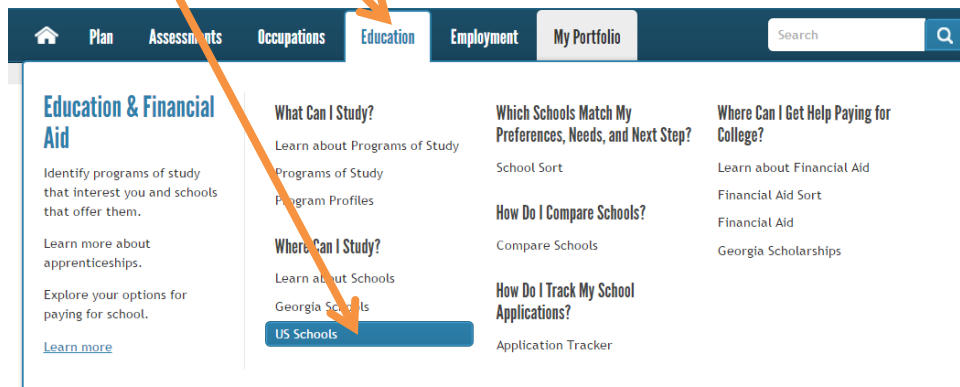 Plan Assessments Occupations Education Employment My Portfolio Search
Education & Financial
Aid
Identify programs of study
that interest you and schools
that offer them.
Learn more about
apprenticeships.
Explore your options for
paying for school.
Learn more
What Can I Study?
Learn about Programs of Study
Programs of Study
Program Profiles
Where Can I Study?
Learn about Schools
Georgia Schools
US Schools
Which Schools Match My
Preferences, Needs, and Next Step?
School Sort
How Do I Compare Schools?
Compare Schools
How Do I Track My School
Applications?
Application Tracker
Where Can I Get Help Paying for
College?
Learn about Financial Aid
Financial Aid Sort
Financial Aid
Georgia Scholarships